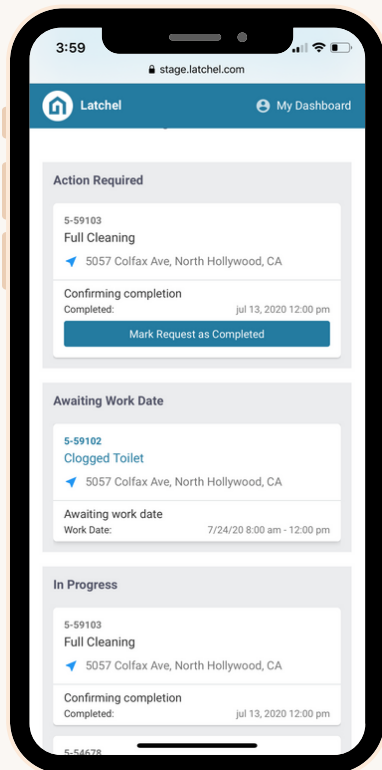 3:59
stage.latchel.com
Latchel
My Dashboard
Action Required
5-59103
Full Cleaning
5057 Colfax Ave, North Hollywood, CA
Confirming completion
Completed: jul 13, 2020 12:00 pm
Mark Request as Completed
Awaiting Work Date
5-59102
Clogged Toilet
5057 Colfax Ave, North Hollywood, CA
Awaiting work date
Work Date: 7/24/20 8:00 am - 12:00 pm
In Progress
5-59103
Full Cleaning
5057 Colfax Ave, North Hollywood, CA
Confirming completion
Completed: jul 13, 2020 12:00 pm
5-54678